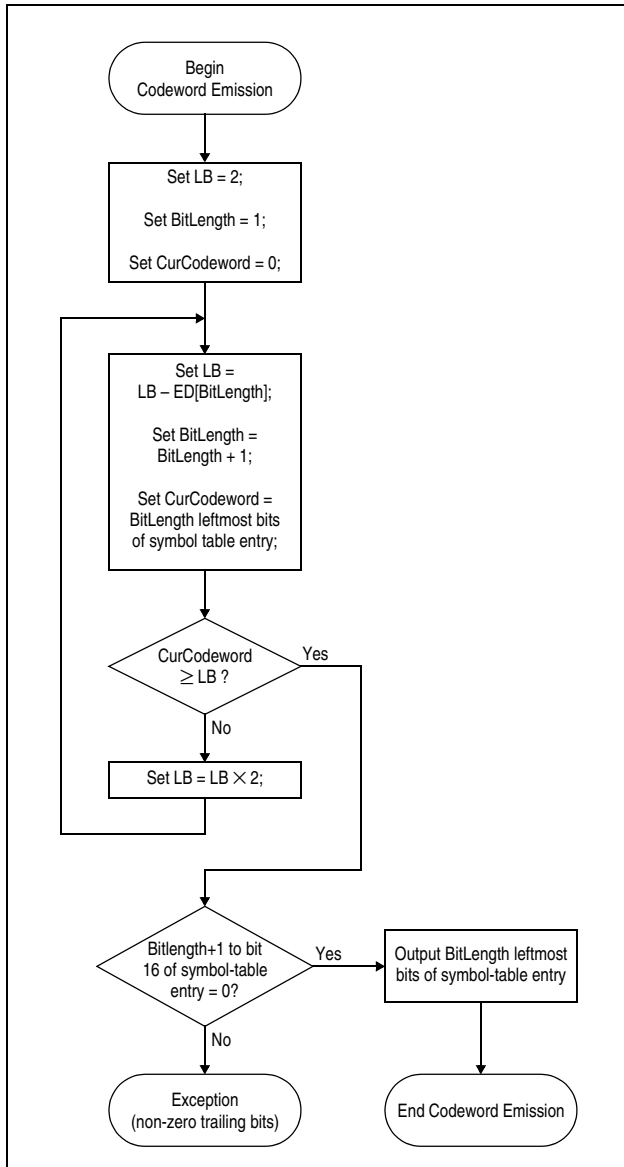 Begin
Codeword Emission
Set LB = 2;
Set BitLength = 1;
Set CurCodeword = 0;
Set LB =
LB – ED[BitLength];
Set BitLength =
BitLength + 1;
Set CurCodeword =
BitLength leftmost bits
of symbol table entry;
CurCodeword
≥ LB ?
Yes
No
Set LB = LB × 2;
Bitlength+1 to bit
16 of symbol-table
entry = 0?
Yes
Output BitLength leftmost
bits of symbol-table entry
No
Exception
(non-zero trailing bits)
End Codeword Emission